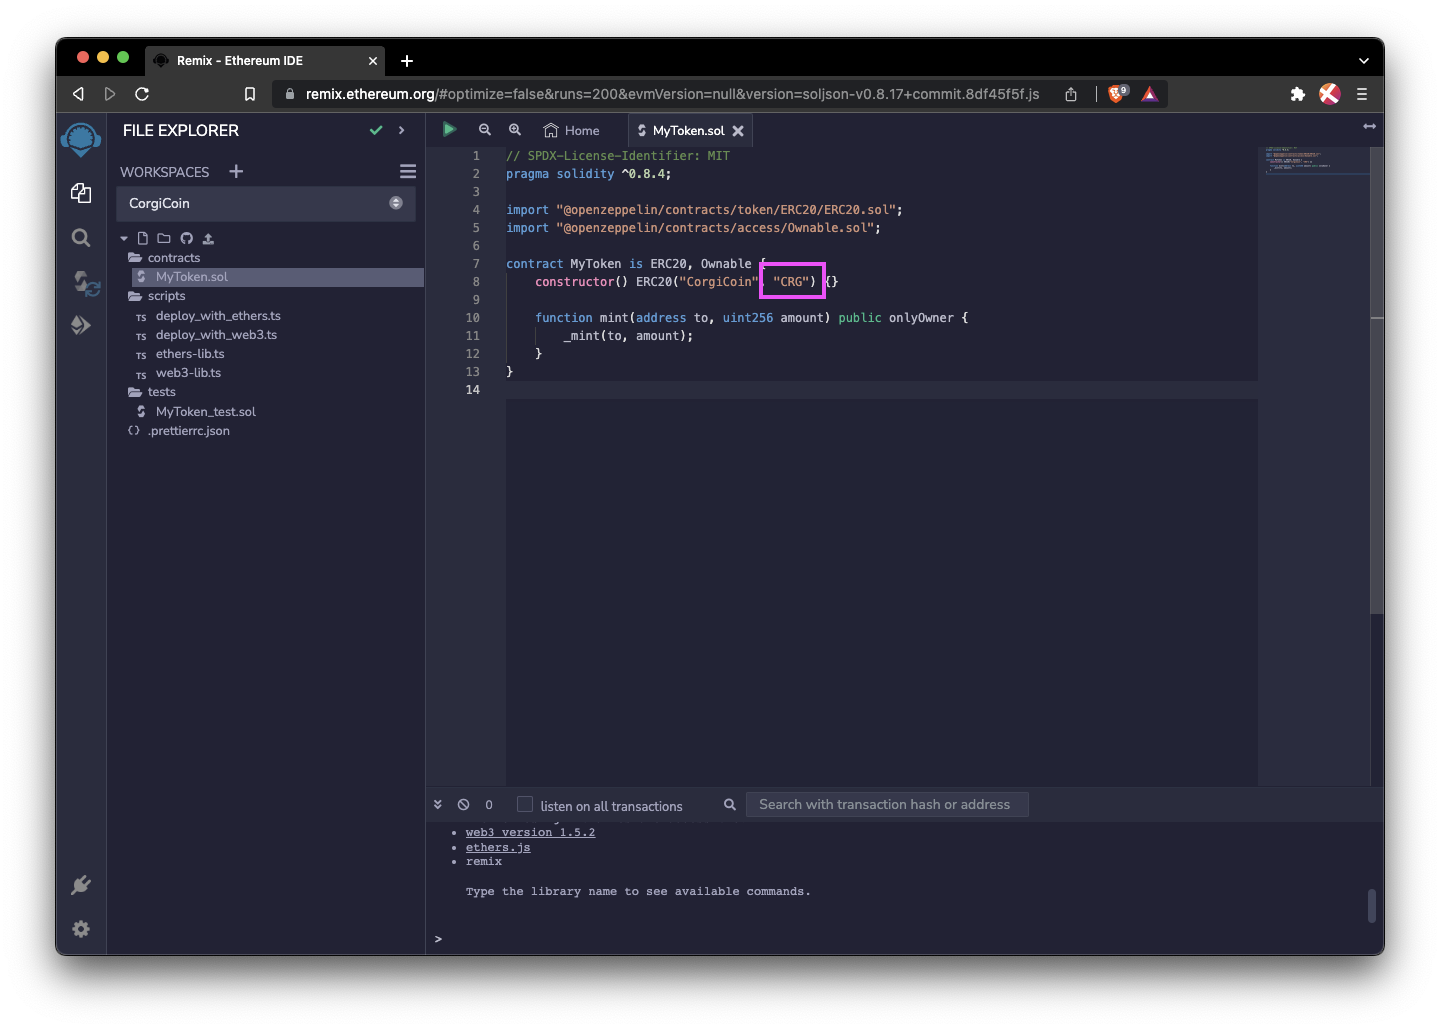 Remix - Ethereum IDE
remix.ethereum.org/#optimize=false&runs=200&evmVersion=null&version=soljson-v0.8.17+commit.8df45f5f.js
9
FILE EXPLORER
WORKSPACES
CorgiCoin
contracts
MyToken.sol
scripts
TS deploy_with_ethers.ts
TS deploy_with_web3.ts
TS ethers-lib.ts
TS web3-lib.ts
tests
MyToken_test.sol
.prettierrc.json
Home
MyToken.sol
1 // SPDX-License-Identifier: MIT
2 pragma solidity ^0.8.4;
3
4 import "@openzeppelin/contracts/token/ERC20/ERC20.sol";
5 import "@openzeppelin/contracts/access/Ownable.sol";
6
7 contract MyToken is ERC20, Ownable {
8 constructor() ERC20("CorgiCoin", "CRG") {}
9
10 function mint(address to, uint256 amount) public onlyOwner {
11 _mint(to, amount);
12 }
13 }
14
0
listen on all transactions
Search with transaction hash or address
• web3 version 1.5.2
• ethers.js
• remix
Type the library name to see available commands.
>